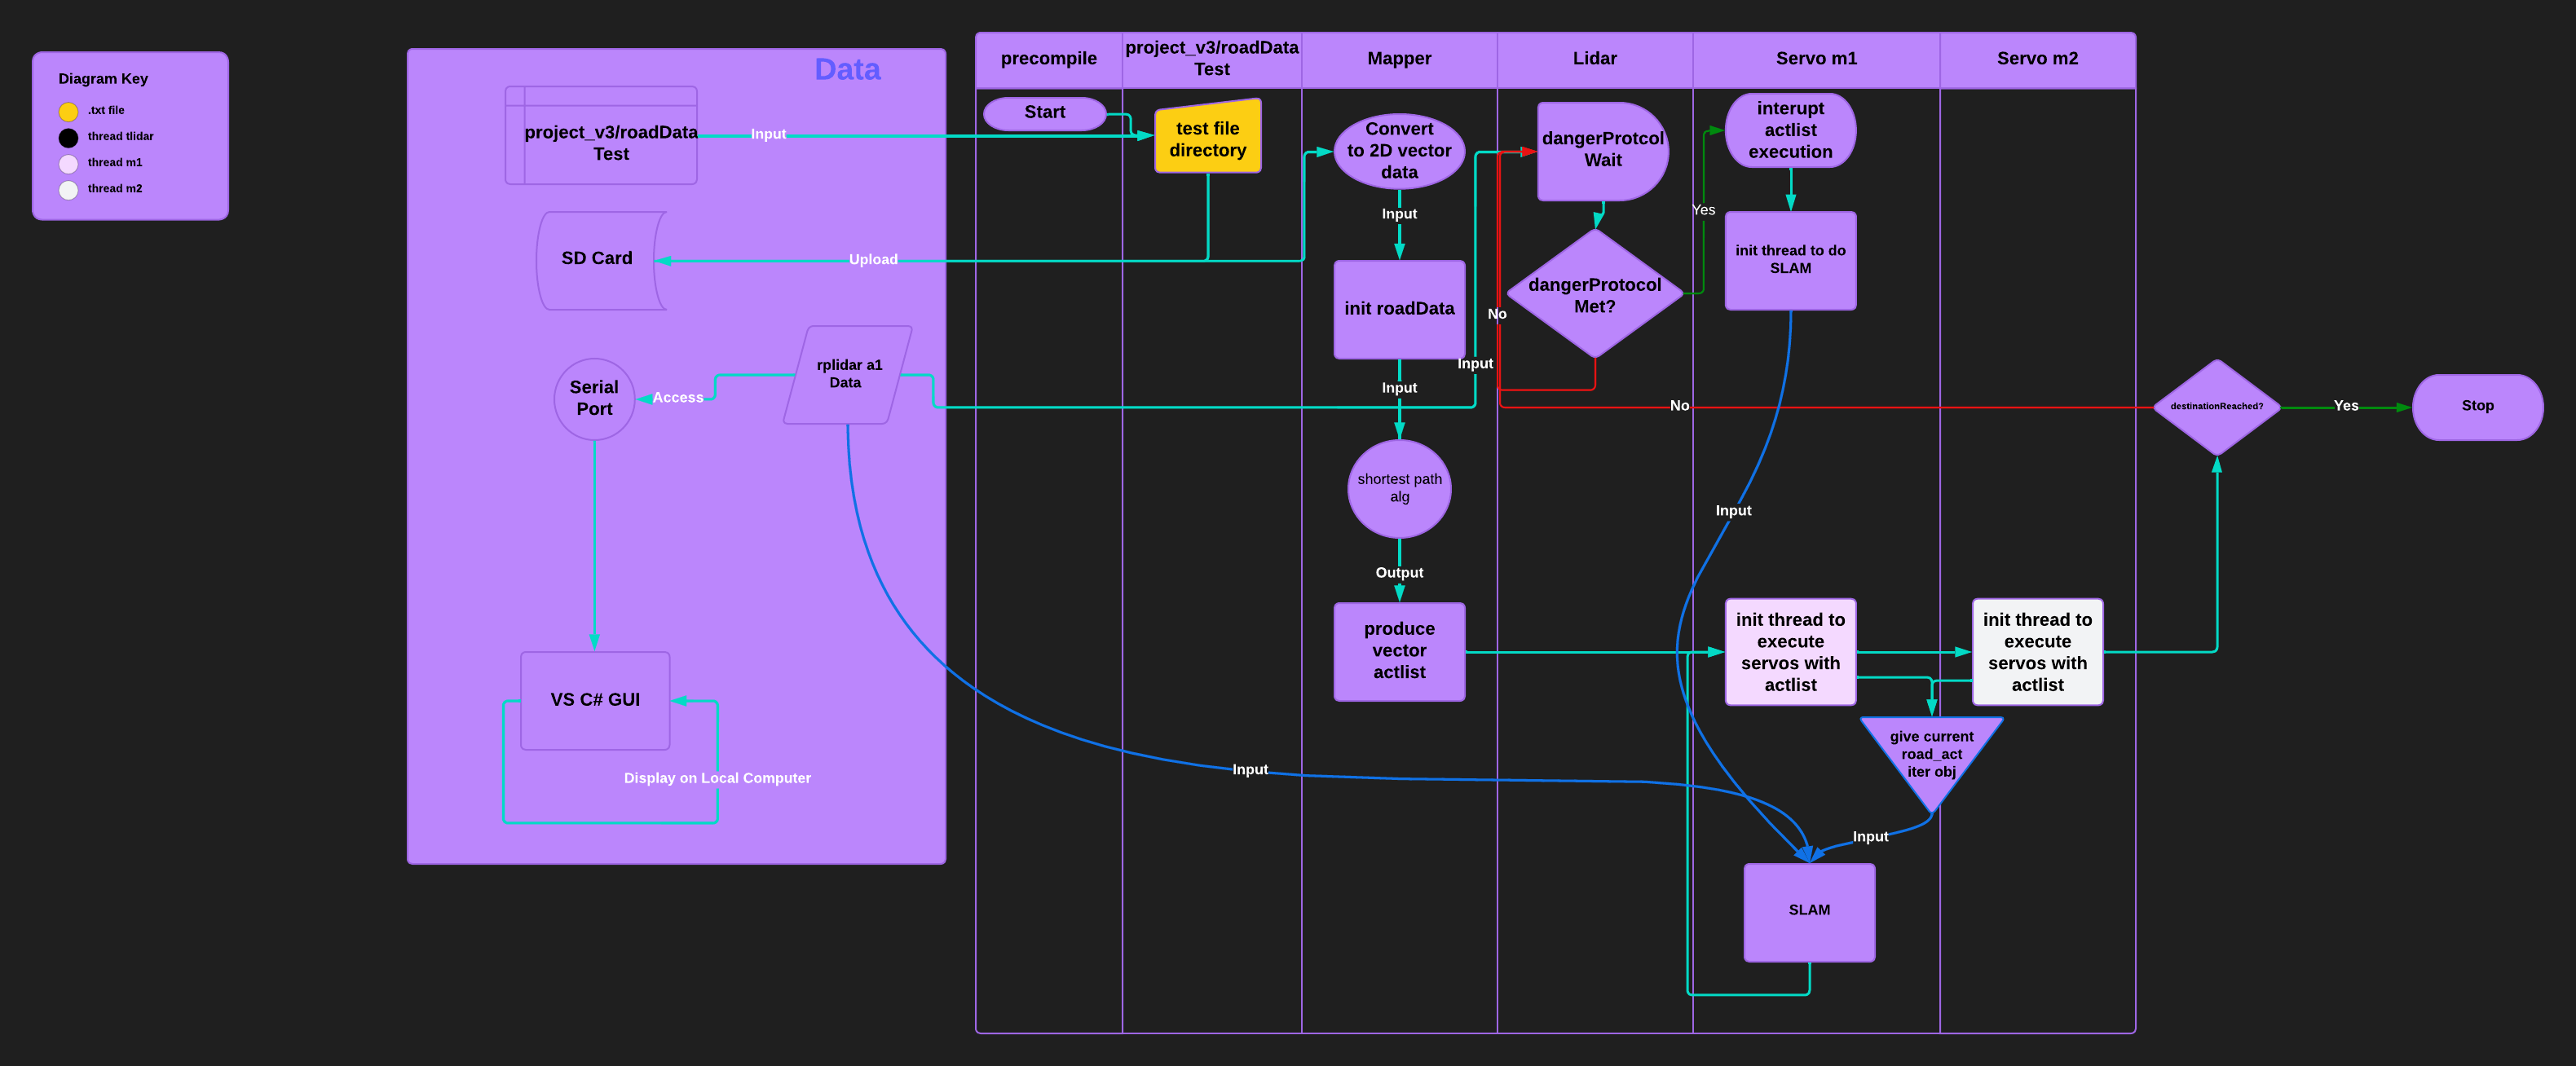 Diagram Key
.txt file
thread tlidar
thread m1
thread m2
Data
project_v3/roadData
Test
Input
SD Card
Upload
rplidar a1
Data
Serial
Port
Access
VS C# GUI
Display on Local Computer
precompile
project_v3/roadData
Test
Mapper
Lidar
Servo m1
Servo m2
Start
test file
directory
Convert
to 2D vector
data
Input
init roadData
Input
shortest path
alg
Output
produce
vector
actlist
Input
dangerProtcol
Wait
dangerProtocol
Met?
No
Yes
interupt
actlist
execution
init thread to do
SLAM
Input
No
destinationReached?
Yes
Stop
init thread to
execute
servos with
actlist
init thread to
execute
servos with
actlist
give current
road_act
iter obj
Input
Input
SLAM